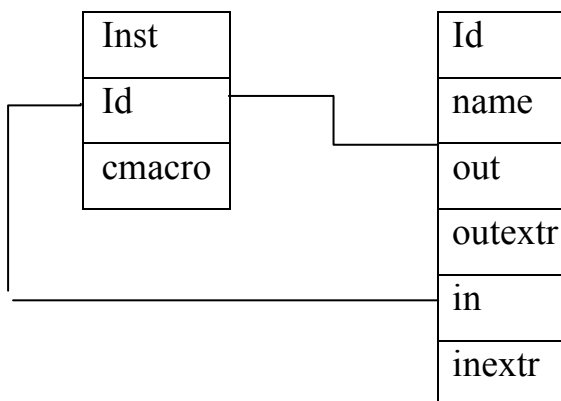 Inst
Id
cmacro
Id
name
out
outextr
in
inextr